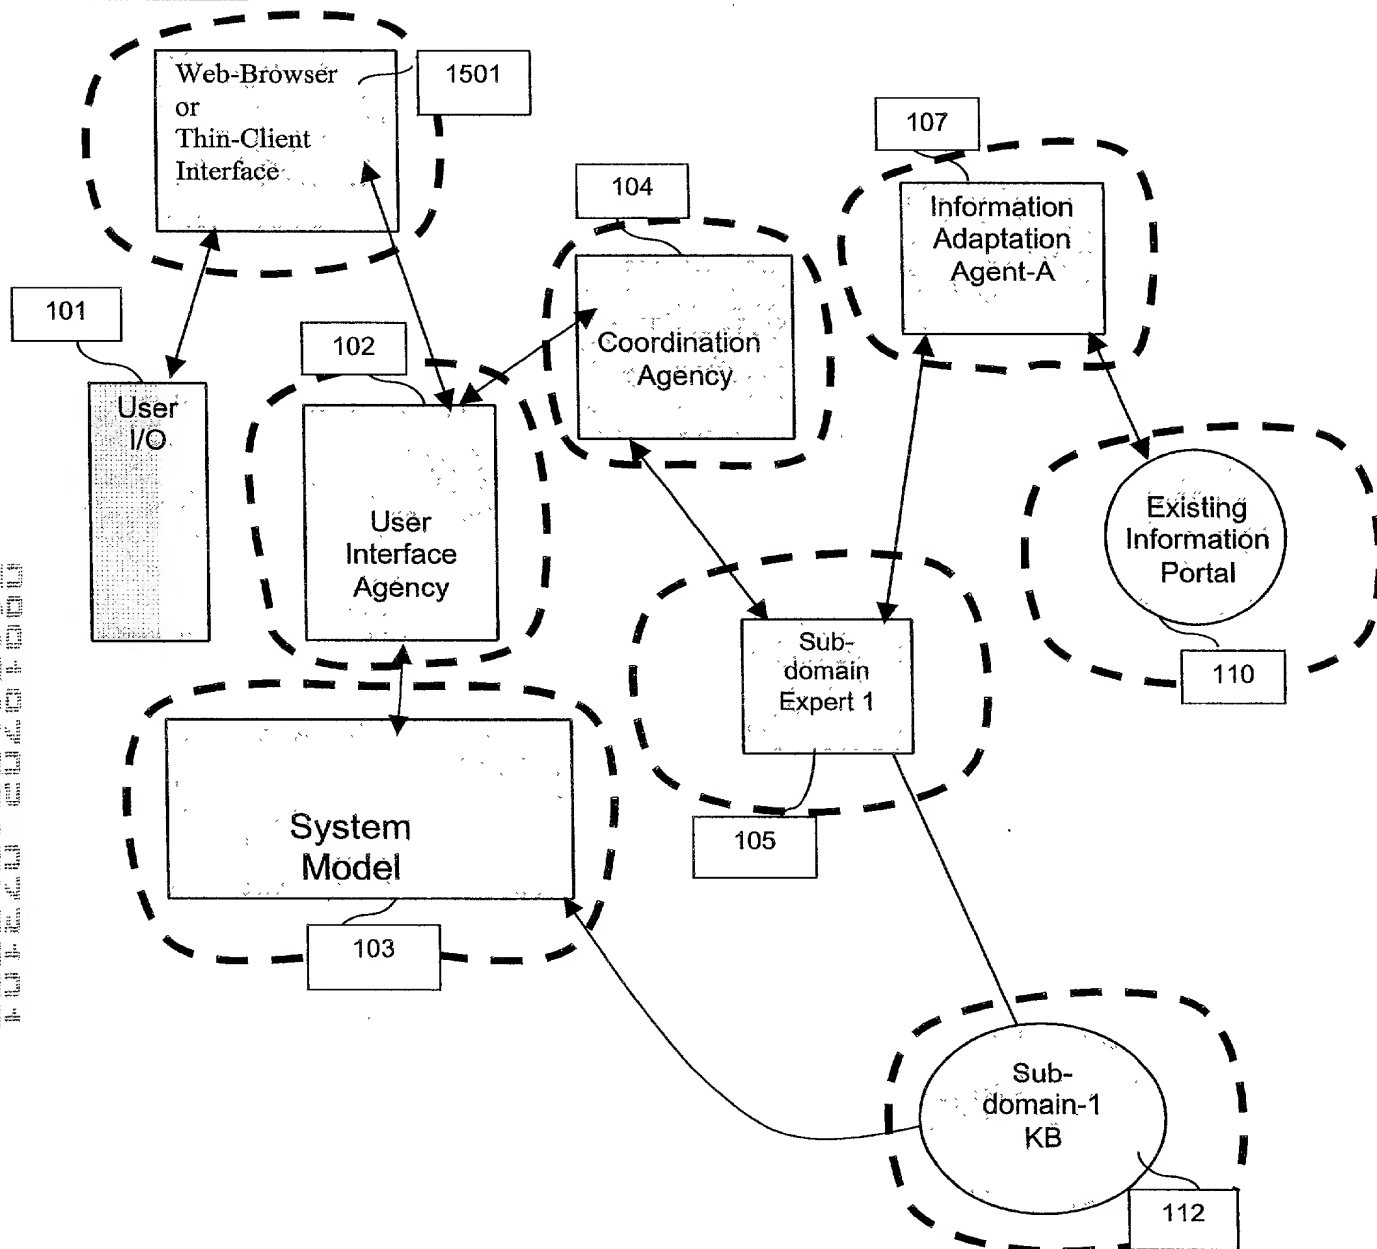 Web-Browser
or
Thin-Client
Interface
1501
107
104
Information
Adaptation
Agent-A
101
102
Coordination
Agency
User
I/O
User
Interface
Agency
Existing
Information
Portal
110
Sub-
domain
Expert 1
105
System
Model
103
Sub-
domain-1
KB
112